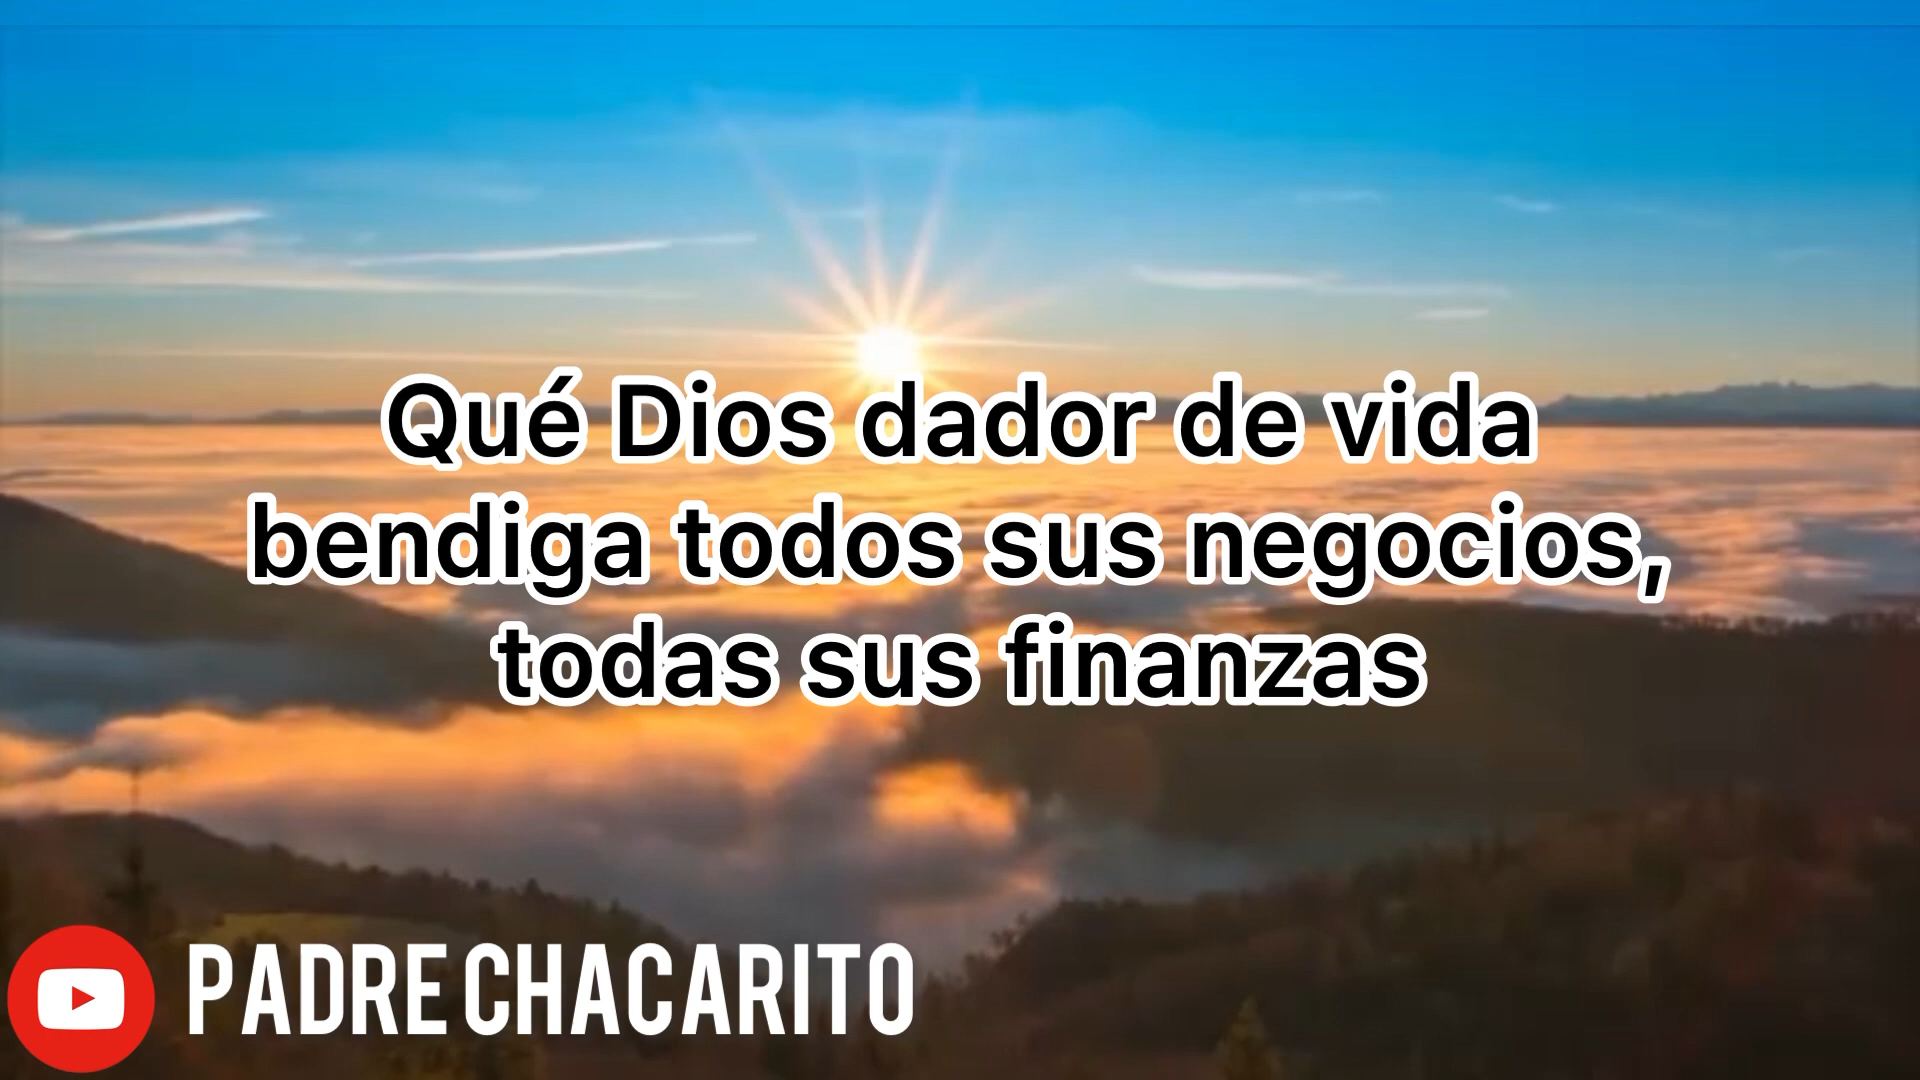 Qué Dios dador de vida
bendiga todos sus negocios,
todas sus finanzas
PADRE CHACARITO